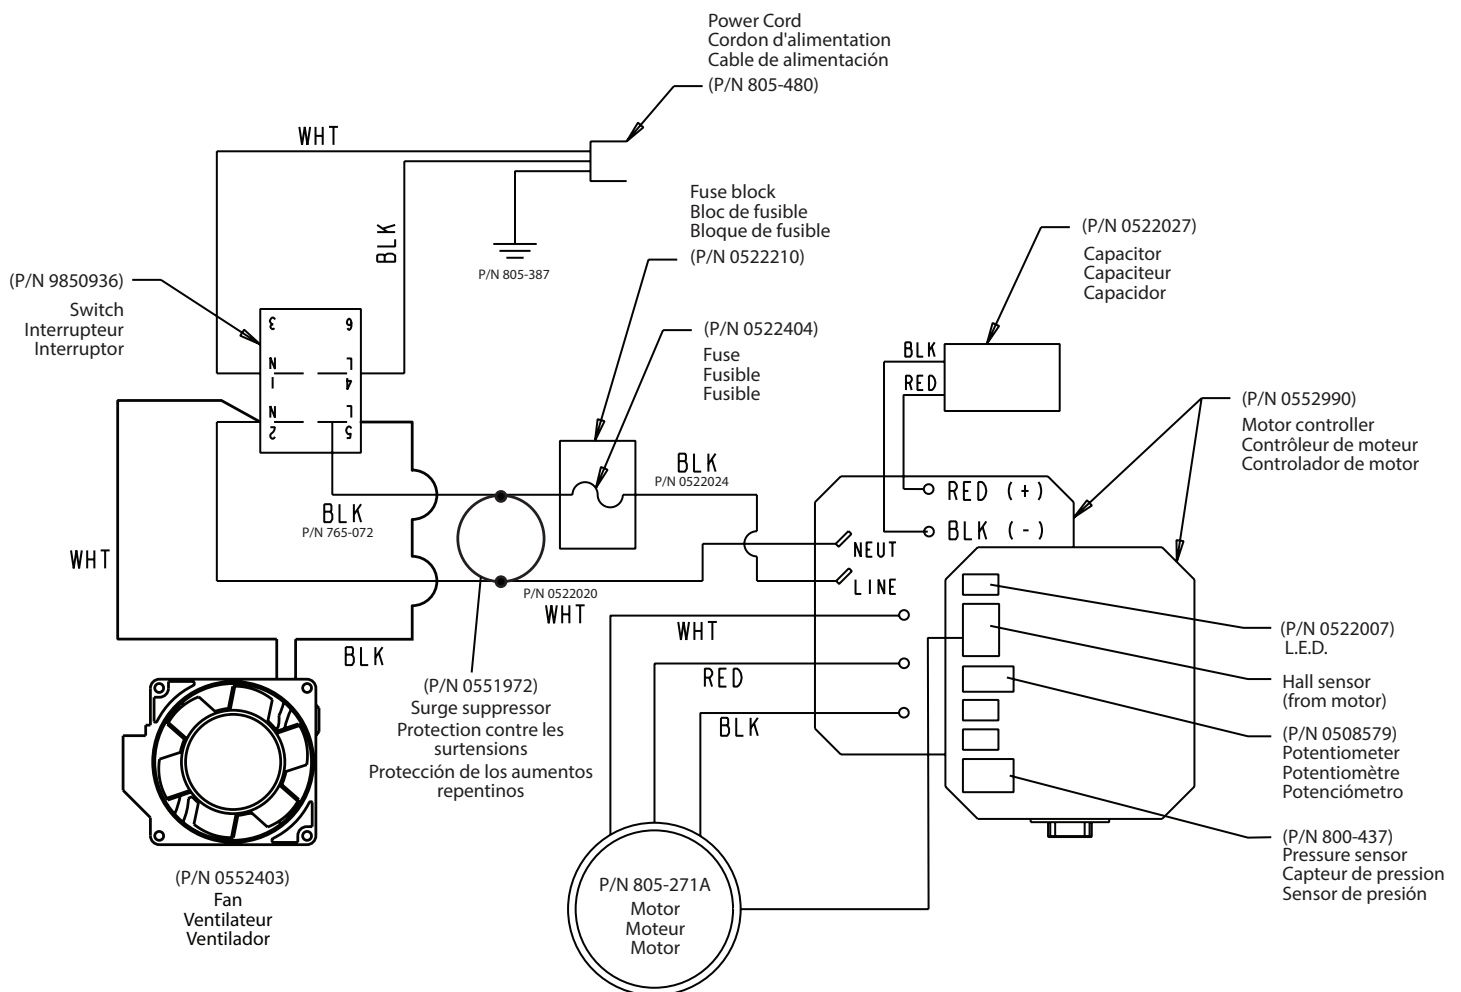 Power Cord
Cordon d'alimentation
Cable de alimentación
(P/N 805-480)
WHT
BLK
P/N 805-387
Fuse block
Bloc de fusible
Bloque de fusible
(P/N 0522210)
(P/N 0522404)
Fuse
Fusible
Fusible
(P/N 0522027)
Capacitor
Capaciteur
Capacidor
(P/N 9850936)
Switch
Interrupteur
Interruptor
3 6
N L
1 4
N L
2 5
BLK
RED
(P/N 0552990)
Motor controller
Contrôleur de moteur
Controlador de motor
BLK
P/N 0522024
BLK
P/N 765-072
RED (+)
BLK (-)
NEUT
LINE
WHT
P/N 0522020
WHT
BLK
WHT
RED
BLK
(P/N 0551972)
Surge suppressor
Protection contre les
surtensions
Protección de los aumentos
repentinos
(P/N 0522007)
L.E.D.
Hall sensor
(from motor)
(P/N 0508579)
Potentiometer
Potentiomètre
Potenciómetro
(P/N 800-437)
Pressure sensor
Capteur de pression
Sensor de presión
(P/N 0552403)
Fan
Ventilateur
Ventilador
P/N 805-271A
Motor
Moteur
Motor